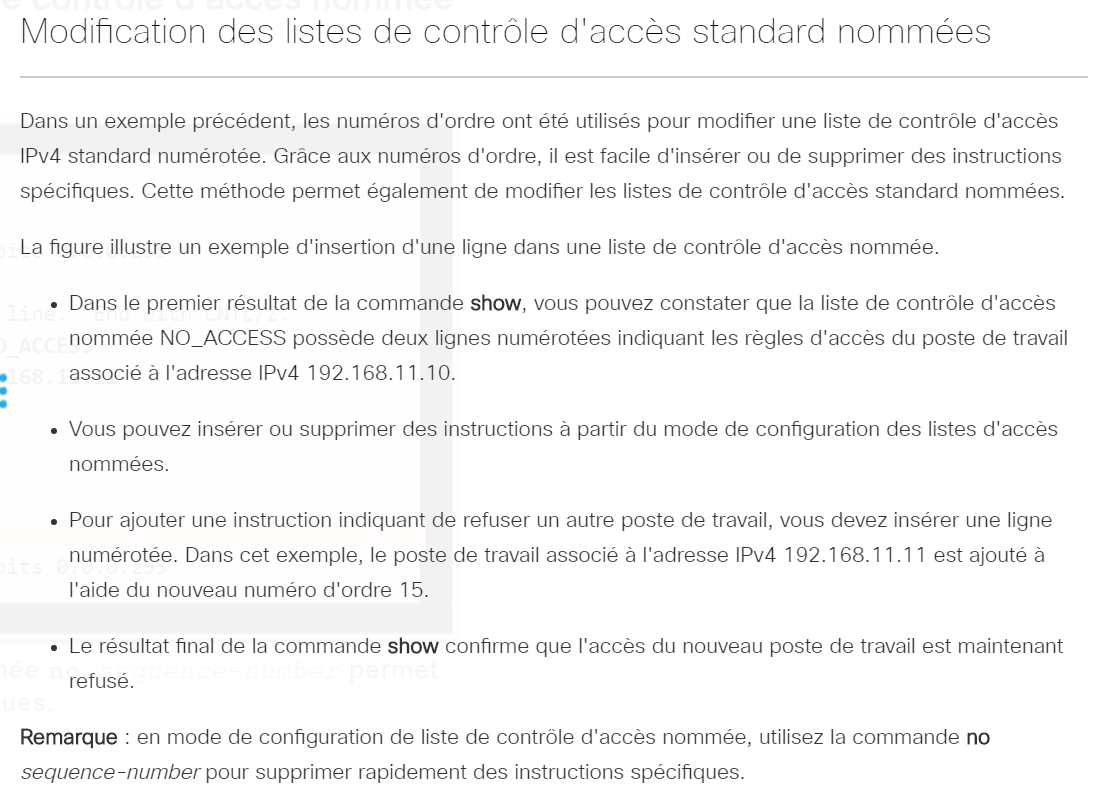 Modification des listes de contrôle d'accès standard nommées
Dans un exemple précédent, les numéros d'ordre ont été utilisés pour modifier une liste de contrôle d'accès
IPv4 standard numérotée. Grâce aux numéros d'ordre, il est facile d'insérer ou de supprimer des instructions
spécifiques. Cette méthode permet également de modifier les listes de contrôle d'accès standard nommées.
La figure illustre un exemple d'insertion d'une ligne dans une liste de contrôle d'accès nommée.
• Dans le premier résultat de la commande show, vous pouvez constater que la liste de contrôle d'accès
nommée NO_ACCESS possède deux lignes numérotées indiquant les règles d'accès du poste de travail
associé à l'adresse IPv4 192.168.11.10.
• Vous pouvez insérer ou supprimer des instructions à partir du mode de configuration des listes d'accès
nommées.
• Pour ajouter une instruction indiquant de refuser un autre poste de travail, vous devez insérer une ligne
numérotée. Dans cet exemple, le poste de travail associé à l'adresse IPv4 192.168.11.11 est ajouté à
l'aide du nouveau numéro d'ordre 15.
• Le résultat final de la commande show confirme que l'accès du nouveau poste de travail est maintenant
refusé.
Remarque : en mode de configuration de liste de contrôle d'accès nommée, utilisez la commande no
sequence-number pour supprimer rapidement des instructions spécifiques.